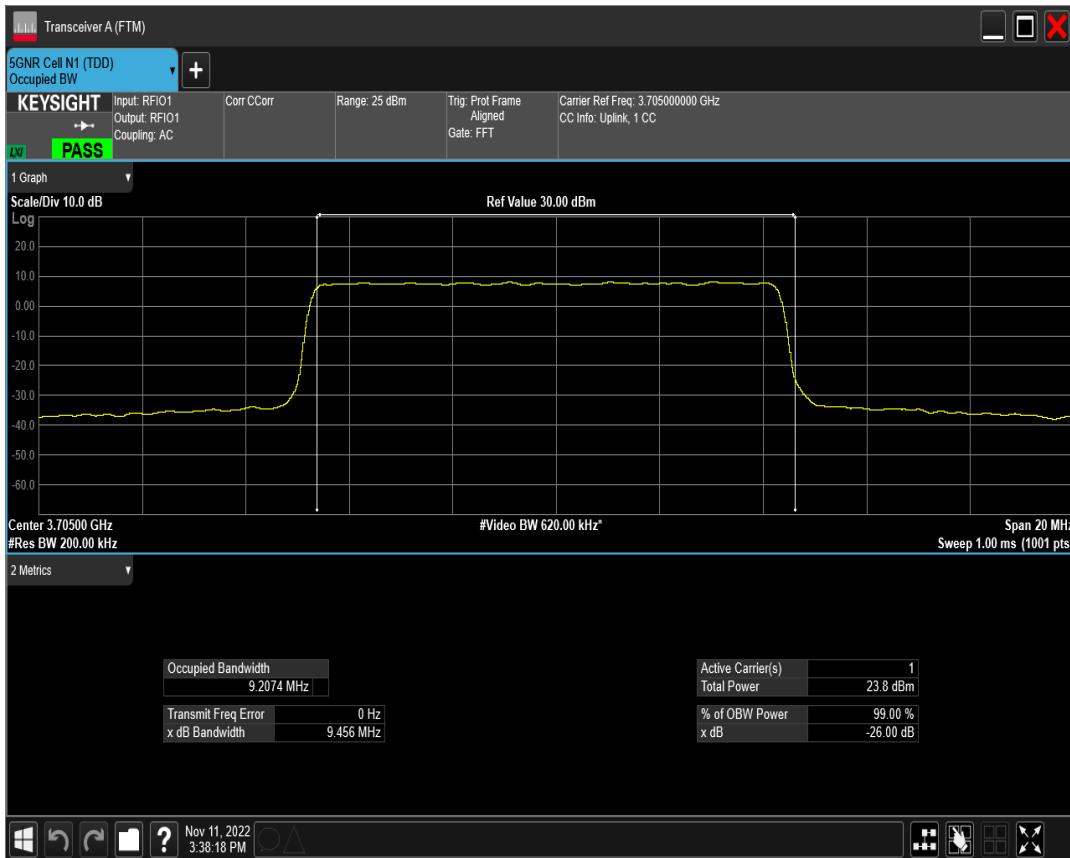 Transceiver A (FTM)
5GNR Cell N1 (TDD)
Occupied BW
+
KEYSIGHT
LXI
PASS
Input: RFIO1
Output: RFIO1
Coupling: AC
Corr CCorr
Range: 25 dBm
Trig: Prot Frame
Aligned
Gate: FFT
Carrier Ref Freq: 3.705000000 GHz
CC Info: Uplink, 1 CC
1 Graph
Scale/Div 10.0 dB
Ref Value 30.00 dBm
Log
20.0
10.0
0.00
-10.0
-20.0
-30.0
-40.0
-50.0
-60.0
Center 3.70500 GHz
#Video BW 620.00 kHz*
Span 20 MHz
#Res BW 200.00 kHz
Sweep 1.00 ms (1001 pts
2 Metrics
Occupied Bandwidth
9.2074 MHz
Transmit Freq Error 0 Hz
x dB Bandwidth 9.456 MHz
Active Carrier(s) 1
Total Power 23.8 dBm
% of OBW Power 99.00 %
x dB -26.00 dB
?
Nov 11, 2022
3:38:18 PM